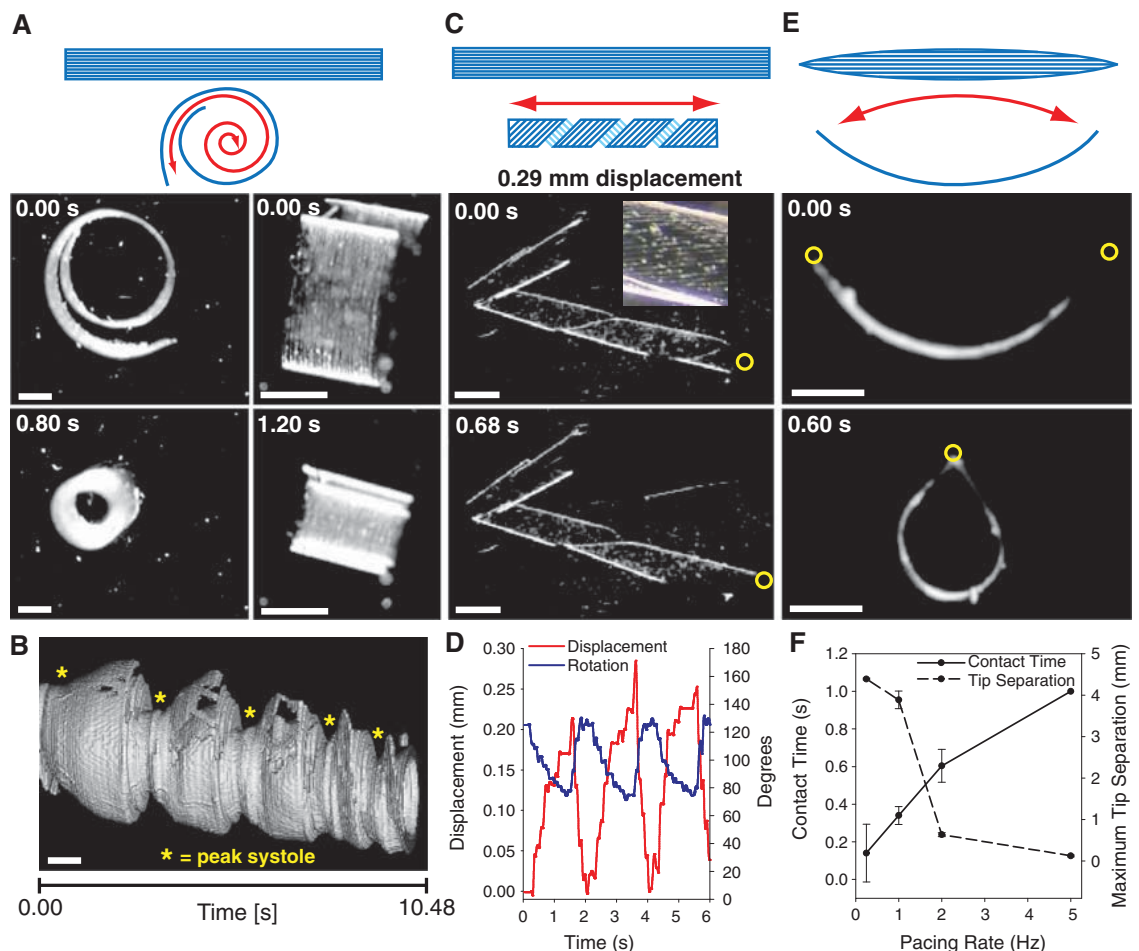 A
C
E
0.29 mm displacement
0.00 s
0.00 s
0.00 s
0.00 s
0.80 s
1.20 s
0.68 s
0.60 s
B
* = peak systole
0.00
Time [s]
10.48
D
Displacement
Rotation
0.30
0.25
0.20
0.15
0.10
0.05
0.00
Displacement (mm)
180
160
140
120
100
80
60
40
20
0
Degrees
0 1 2 3 4 5 6
Time (s)
F
Contact Time
Tip Separation
1.2
1.0
0.8
0.6
0.4
0.2
0.0
Contact Time (s)
5
4
3
2
1
0
Maximum Tip Separation (mm)
0 1 2 3 4 5
Pacing Rate (Hz)